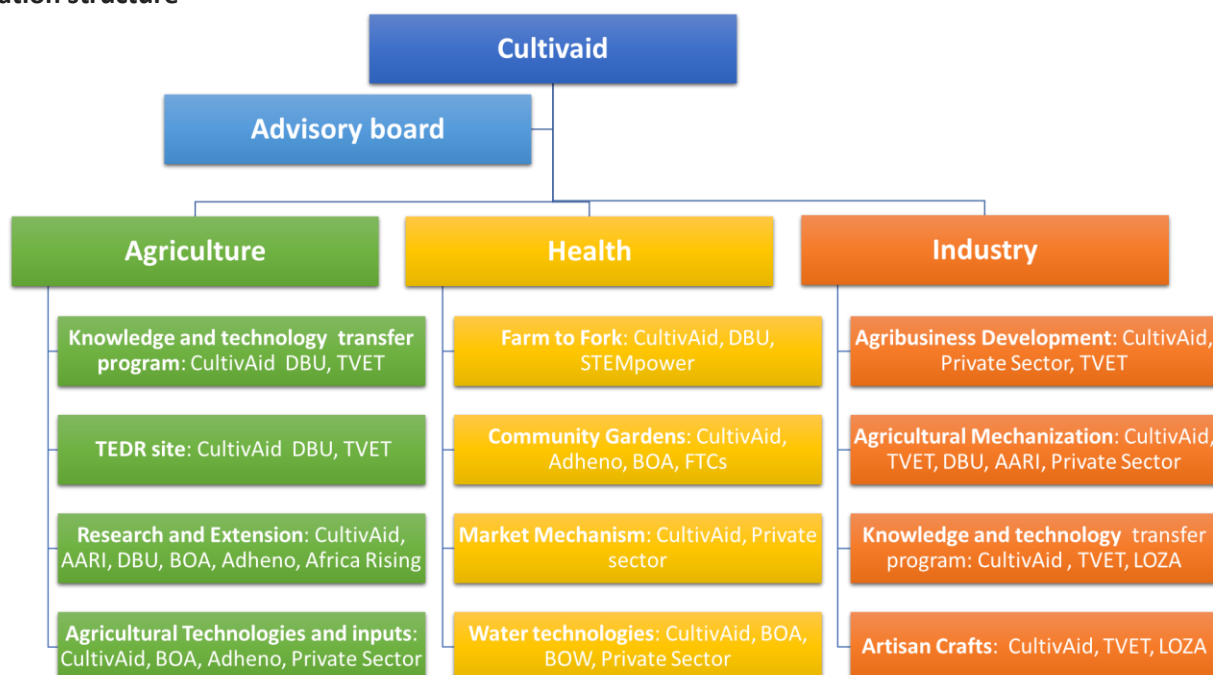 Cultivaid
Advisory board
Agriculture
Knowledge and technology transfer
program: CultivAid DBU, TVET
TEDR site: CultivAid DBU, TVET
Research and Extension: CultivAid,
AARI, DBU, BOA, Adheno, Africa Rising
Agricultural Technologies and inputs:
CultivAid, BOA, Adheno, Private Sector
Health
Farm to Fork: CultivAid, DBU,
STEMpower
Community Gardens: CultivAid,
Adheno, BOA, FTCs
Market Mechanism: CultivAid, Private
sector
Water technologies: CultivAid, BOA,
BOW, Private Sector
Industry
Agribusiness Development: CultivAid,
Private Sector, TVET
Agricultural Mechanization: CultivAid,
TVET, DBU, AARI, Private Sector
Knowledge and technology transfer
program: CultivAid , TVET, LOZA
Artisan Crafts: CultivAid, TVET, LOZA